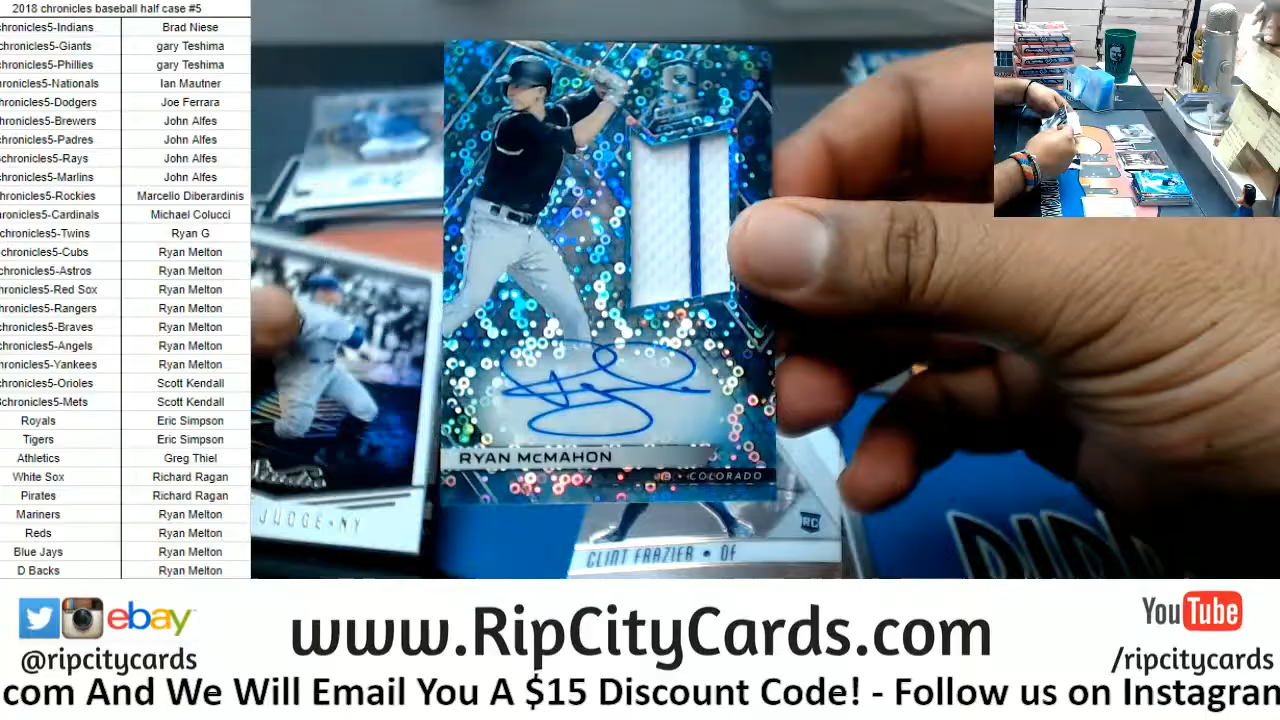 2018 chronicles baseball half case #5
chronicles5-Indians Brad Niese
chronicles5-Giants gary Teshima
chronicles5-Phillies gary Teshima
chronicles5-Nationals Ian Mautner
chronicles5-Dodgers Joe Ferrara
chronicles5-Brewers John Alfes
chronicles5-Padres John Alfes
chronicles5-Rays John Alfes
chronicles5-Marlins John Alfes
chronicles5-Rockies Marcello Diberardinis
chronicles5-Cardinals Michael Colucci
chronicles5-Twins Ryan G
chronicles5-Cubs Ryan Melton
chronicles5-Astros Ryan Melton
chronicles5-Red Sox Ryan Melton
chronicles5-Rangers Ryan Melton
chronicles5-Braves Ryan Melton
chronicles5-Angels Ryan Melton
chronicles5-Yankees Ryan Melton
chronicles5-Orioles Scott Kendall
chronicles5-Mets Scott Kendall
Royals Eric Simpson
Tigers Eric Simpson
Athletics Greg Thiel
White Sox Richard Ragan
Pirates Richard Ragan
Mariners Ryan Melton
Reds Ryan Melton
Blue Jays Ryan Melton
D Backs Ryan Melton
RYAN McMAHON
COLORADO
JUDGE • NY
RC
CLINT FRAZIER • OF
ebay
@ripcitycards
www.RipCityCards.com
YouTube
/ripcitycards
com And We Will Email You A $15 Discount Code! - Follow us on Instagram